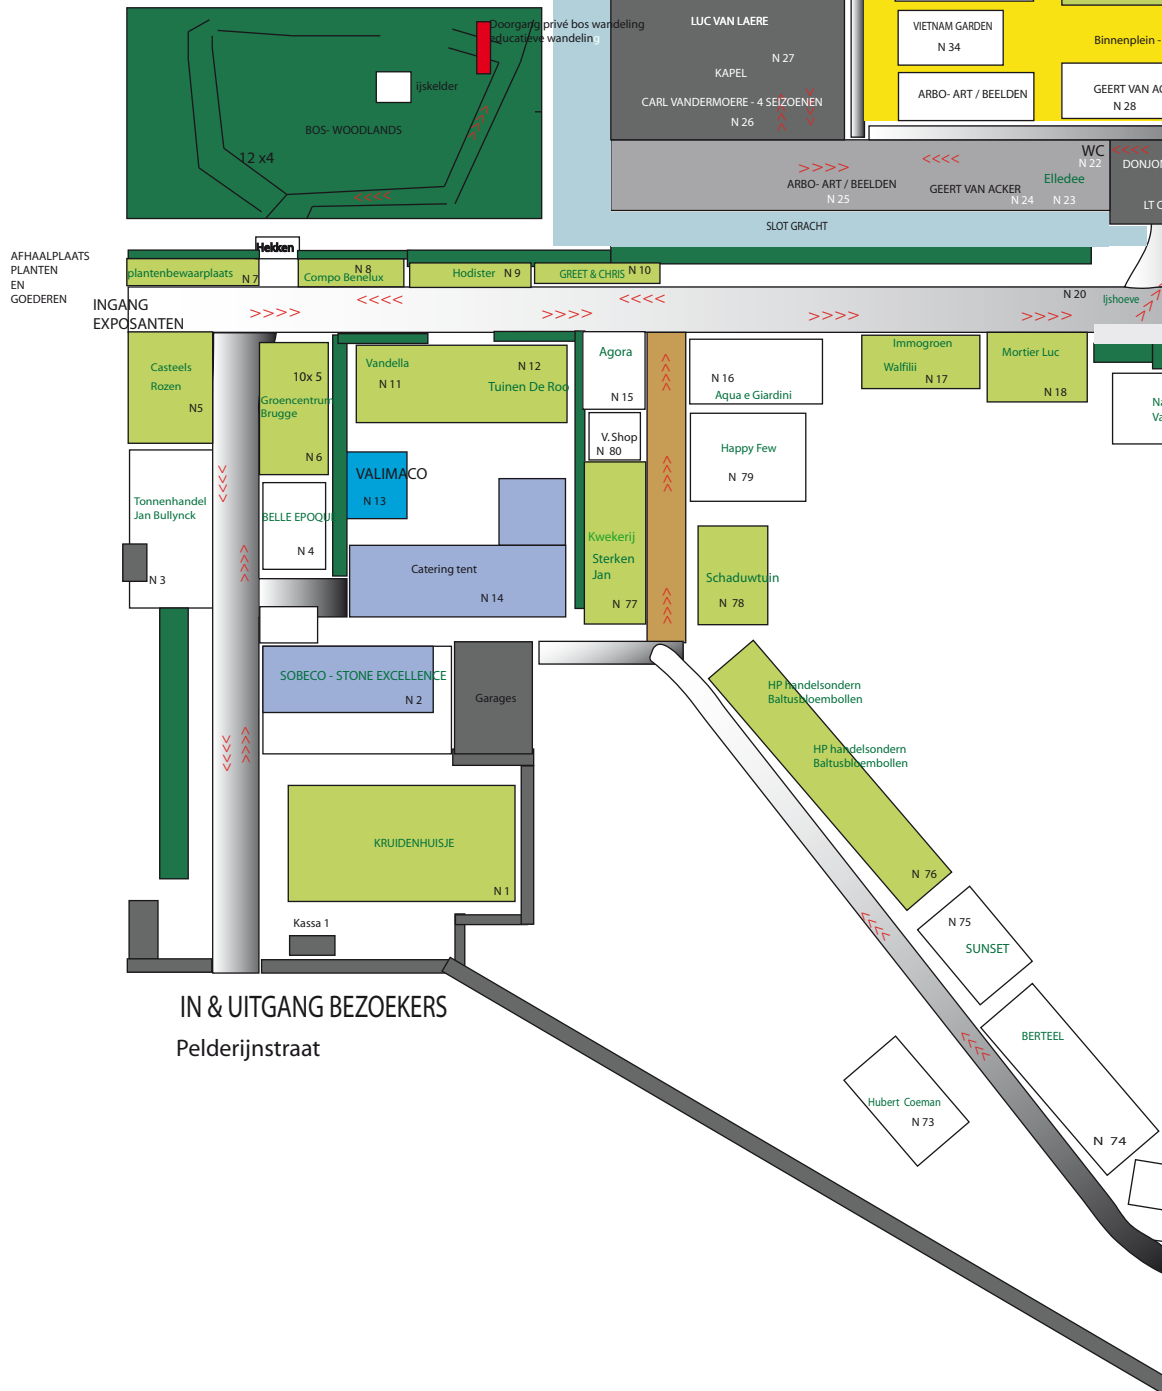 Doorgang privé bos wandeling
educatieve wandeling
ijskelder
BOS- WOODLANDS
12 x4
LUC VAN LAERE
N 27
KAPEL
CARL VANDERMOERE - 4 SEIZOENEN
N 26
VIETNAM GARDEN
N 34
Binnenplein -
ARBO- ART / BEELDEN
GEERT VAN AC
N 28
WC
N 22
DONJON
<<<<
>>>>
<<<<
ARBO- ART / BEELDEN
N 25
GEERT VAN ACKER
N 24
Elledee
N 23
LT C
SLOT GRACHT
<<<<
Hekken
AFHAALPLAATS
PLANTEN
EN
GOEDEREN
plantenbewaarplaats
N 7
N 8
Compo Benelux
Hodister
N 9
GREET & CHRIS
N 10
INGANG
EXPOSANTEN
>>>>
<<<<
>>>>
<<<<
>>>>
>>>>
N 20
Ijshoeve
Casteels
Rozen
N5
10x 5
Groencentrum
Brugge
N 6
Vandella
N 11
N 12
Tuinen De Roo
Agora
N 15
N 16
Aqua e Giardini
Immogroen
Walfilii
N 17
Mortier Luc
N 18
Na
Va
V. Shop
N 80
Happy Few
N 79
Tonnenhandel
Jan Bullynck
N 3
BELLE EPOQUE
N 4
VALIMACO
N 13
Catering tent
N 14
Kwekerij
Sterken
Jan
N 77
Schaduwtuin
N 78
SOBECO - STONE EXCELLENCE
N 2
Garages
HP handelsondern
Baltusbloembollen
HP handelsondern
Baltusbloembollen
N 76
KRUIDENHUISJE
N 1
Kassa 1
N 75
SUNSET
BERTEEL
N 74
Hubert Coeman
N 73
IN & UITGANG BEZOEKERS
Pelderijnstraat